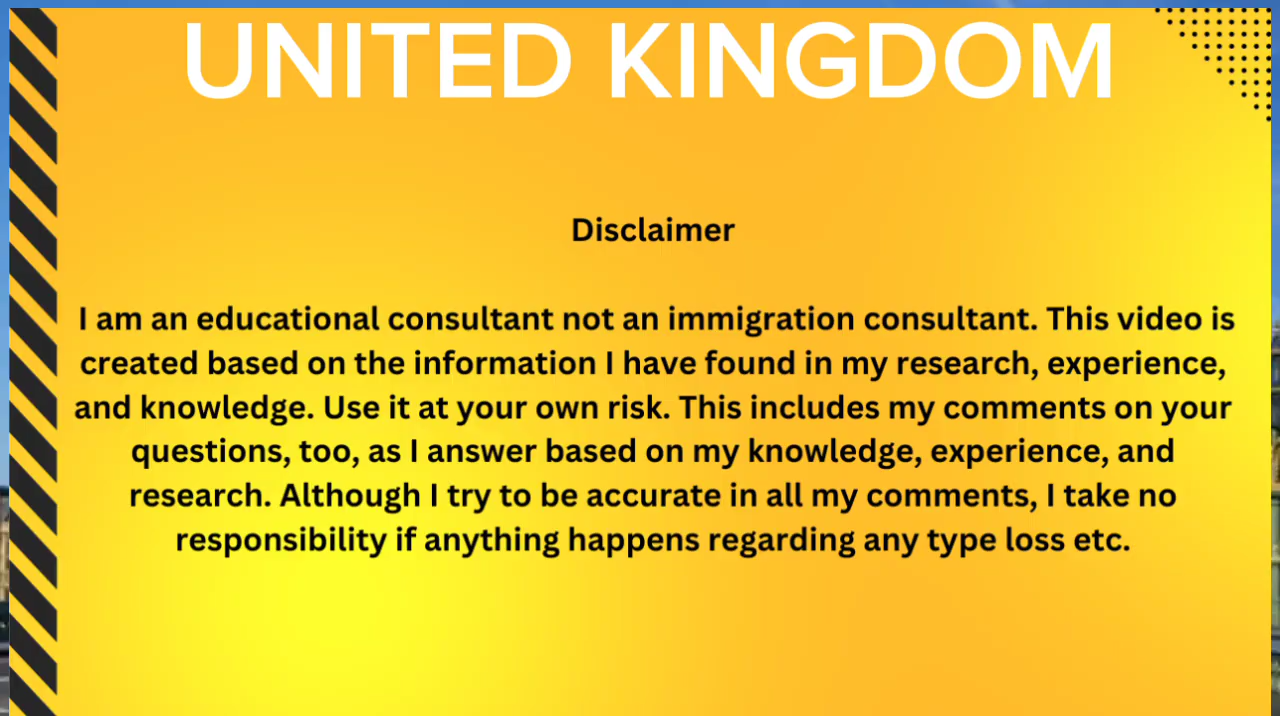 UNITED KINGDOM
Disclaimer
I am an educational consultant not an immigration consultant. This video is
created based on the information I have found in my research, experience,
and knowledge. Use it at your own risk. This includes my comments on your
questions, too, as I answer based on my knowledge, experience, and
research. Although I try to be accurate in all my comments, I take no
responsibility if anything happens regarding any type loss etc.